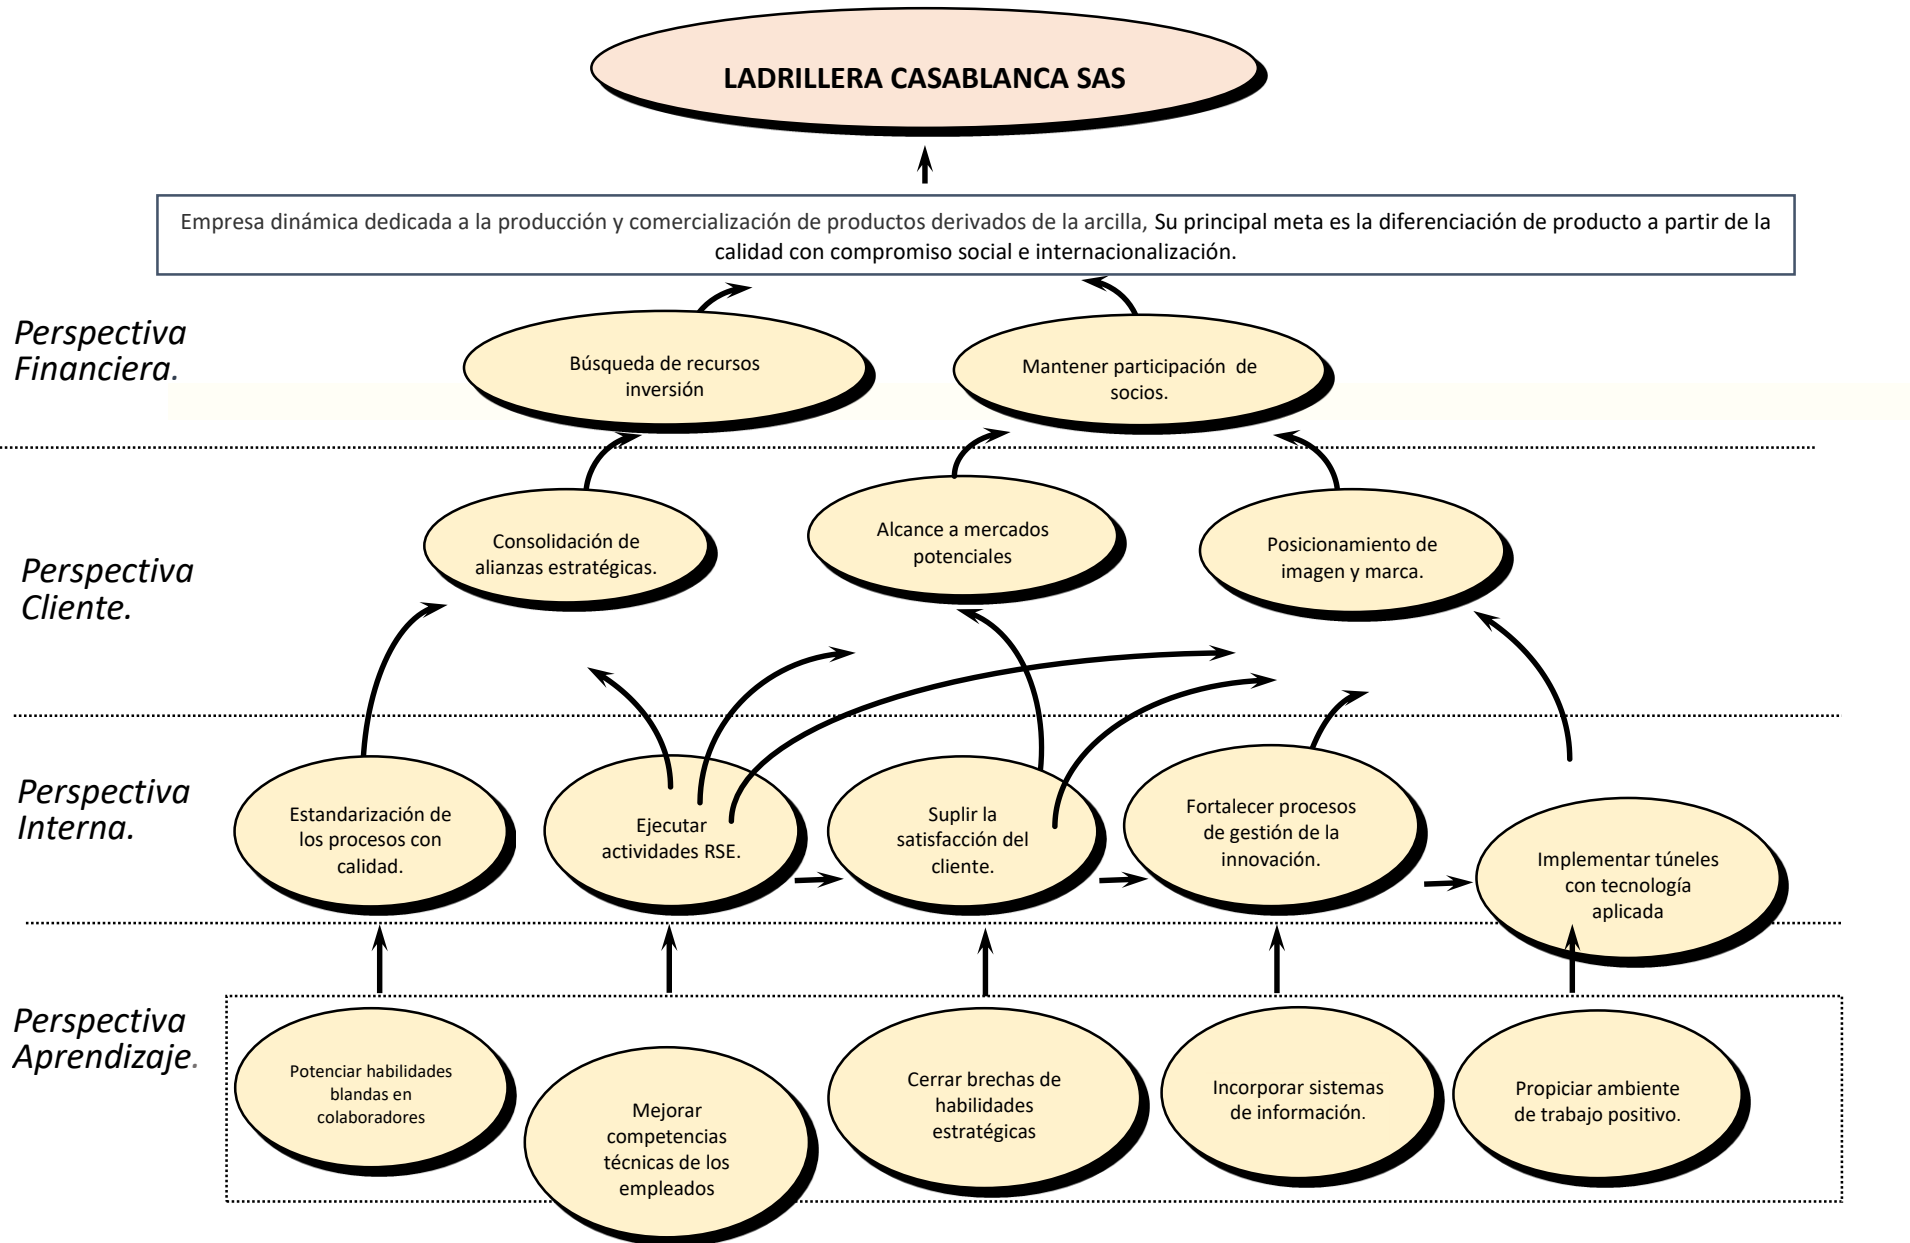 LADRILLERA CASABLANCA SAS
Empresa dinámica dedicada a la producción y comercialización de productos derivados de la arcilla, Su principal meta es la diferenciación de producto a partir de la
calidad con compromiso social e internacionalización.
Perspectiva
Financiera.
Búsqueda de recursos
inversión
Mantener participación de
socios.
Perspectiva
Cliente.
Consolidación de
alianzas estratégicas.
Alcance a mercados
potenciales
Posicionamiento de
imagen y marca.
Perspectiva
Interna.
Estandarización de
los procesos con
calidad.
Ejecutar
actividades RSE.
Suplir la
satisfacción del
cliente.
Fortalecer procesos
de gestión de la
innovación.
Implementar túneles
con tecnología
aplicada
Perspectiva
Aprendizaje.
Potenciar habilidades
blandas en
colaboradores
Mejorar
competencias
técnicas de los
empleados
Cerrar brechas de
habilidades
estratégicas
Incorporar sistemas
de información.
Propiciar ambiente
de trabajo positivo.